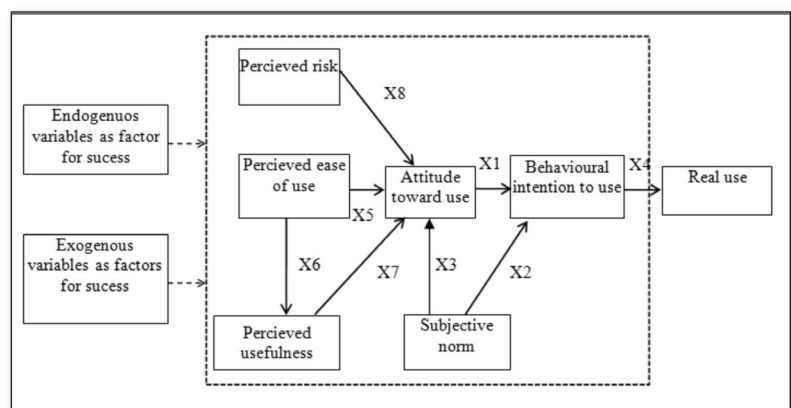 Percieved risk
X8
Endogenuos
variables as factor
for sucess
Percieved ease
of use
X5
Attitude
toward use
X1
Behavioural
intention to use
X4
Real use
Exogenous
variables as factors
for sucess
X6
X7
X3
X2
Percieved
usefulness
Subjective
norm